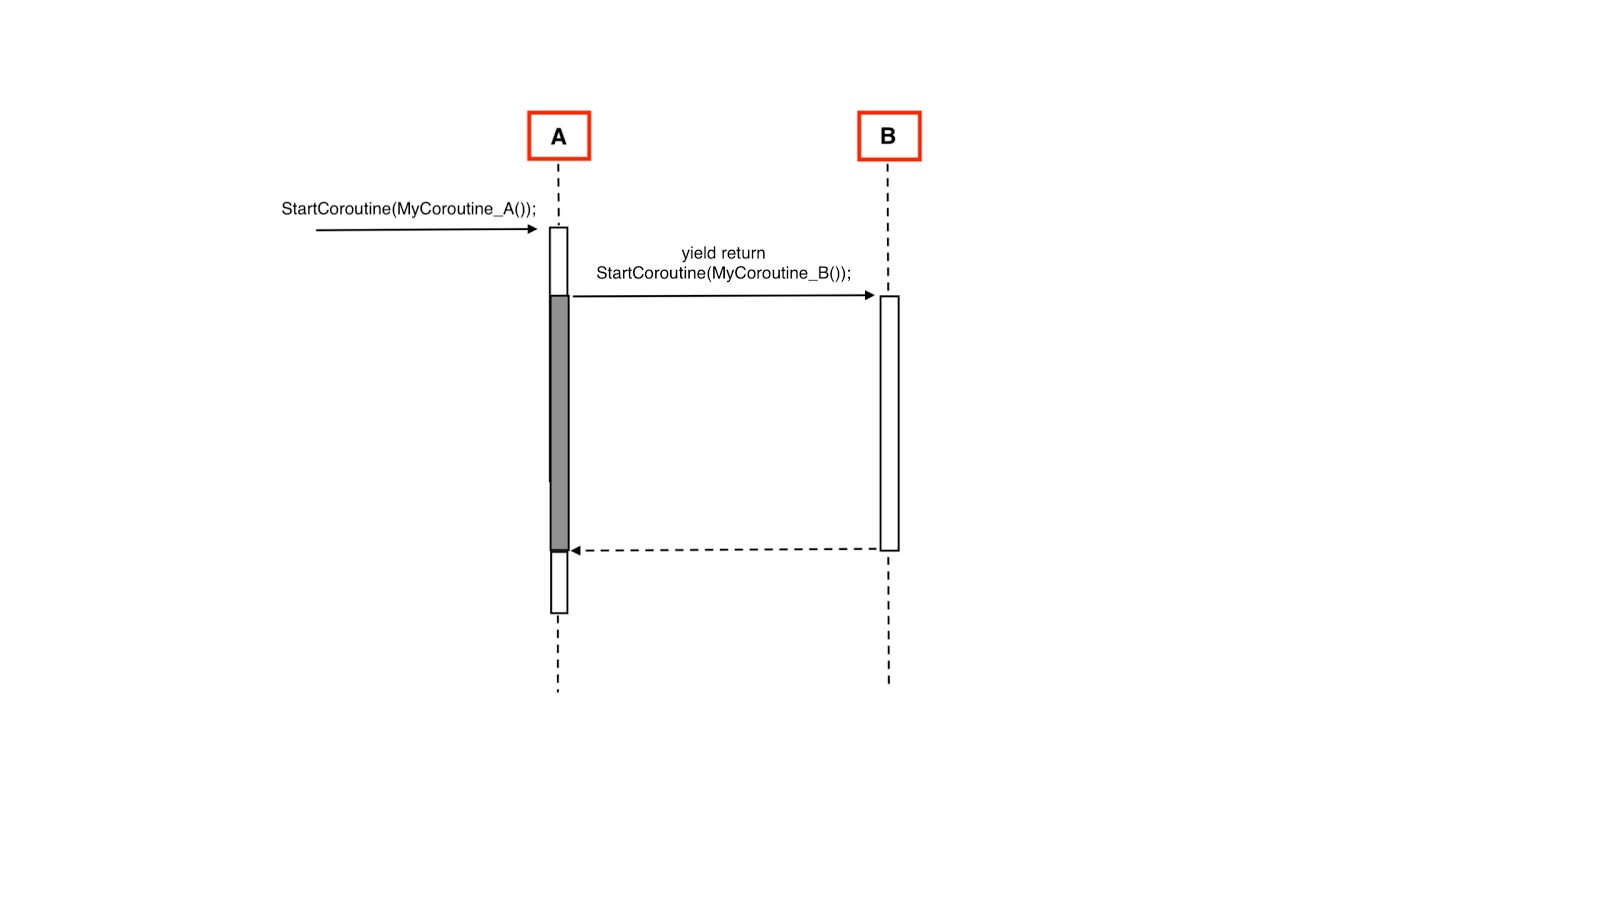 A
B
StartCoroutine(MyCoroutine_A());
yield return
StartCoroutine(MyCoroutine_B());